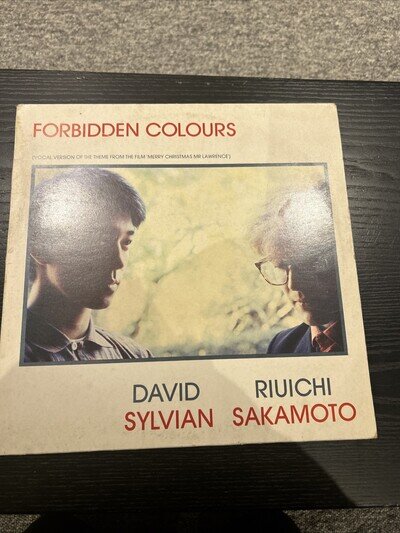 FORBIDDEN COLOURS
(VOCAL VERSION OF THE THEME FROM THE FILM 'MERRY CHRISTMAS MR LAWRENCE')
DAVID RIUICHI
SYLVIAN SAKAMOTO